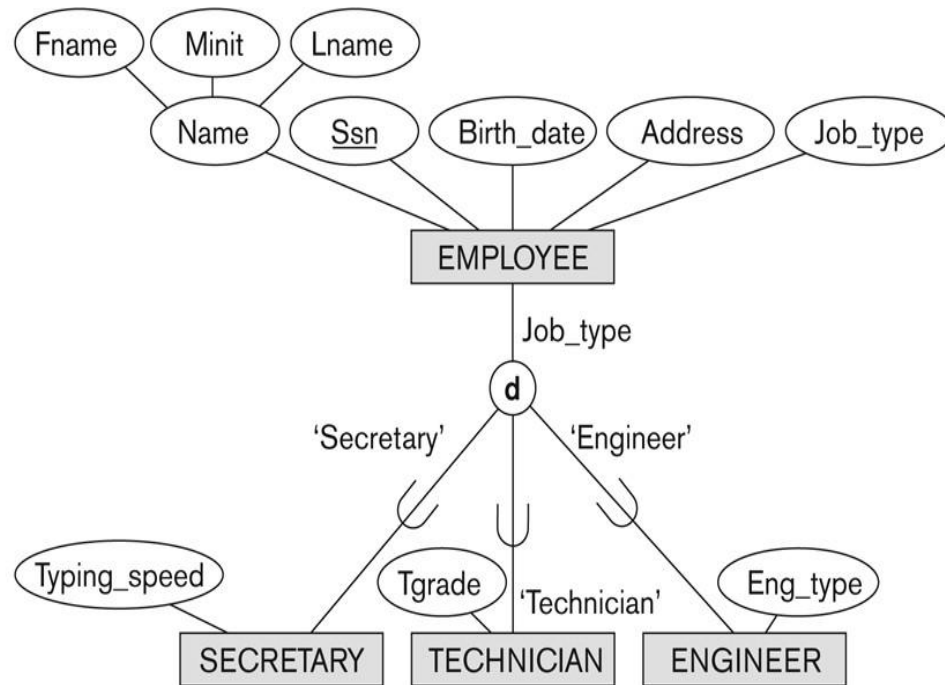 Fname Minit Lname
Name Ssn Birth_date Address Job_type
EMPLOYEE
Job_type
d
‘Secretary’ ‘Engineer’
Typing_speed Tgrade ‘Technician’ Eng_type
SECRETARY TECHNICIAN ENGINEER